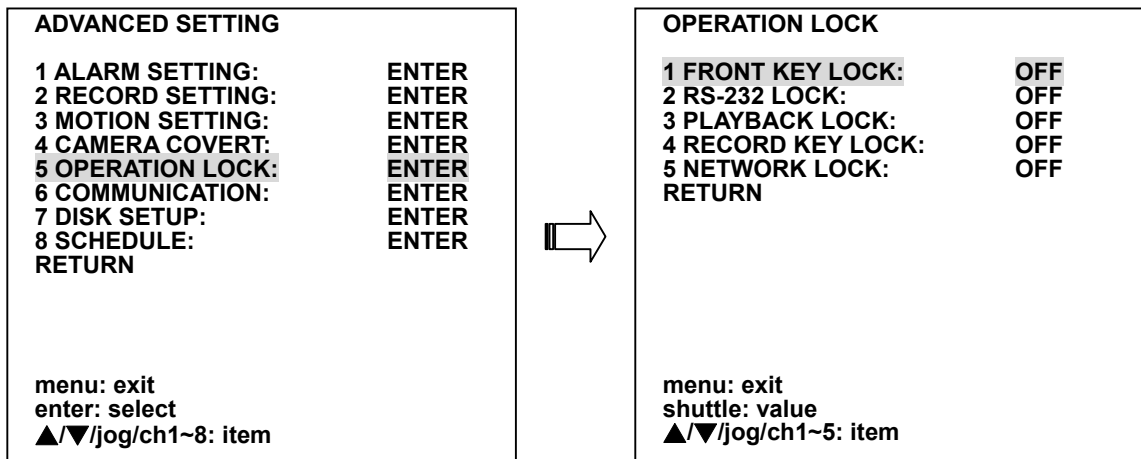 ADVANCED SETTING
1 ALARM SETTING: ENTER
2 RECORD SETTING: ENTER
3 MOTION SETTING: ENTER
4 CAMERA COVERT: ENTER
5 OPERATION LOCK: ENTER
6 COMMUNICATION: ENTER
7 DISK SETUP: ENTER
8 SCHEDULE: ENTER
RETURN
menu: exit
enter: select
▲/▼/jog/ch1~8: item
OPERATION LOCK
1 FRONT KEY LOCK: OFF
2 RS-232 LOCK: OFF
3 PLAYBACK LOCK: OFF
4 RECORD KEY LOCK: OFF
5 NETWORK LOCK: OFF
RETURN
menu: exit
shuttle: value
▲/▼/jog/ch1~5: item